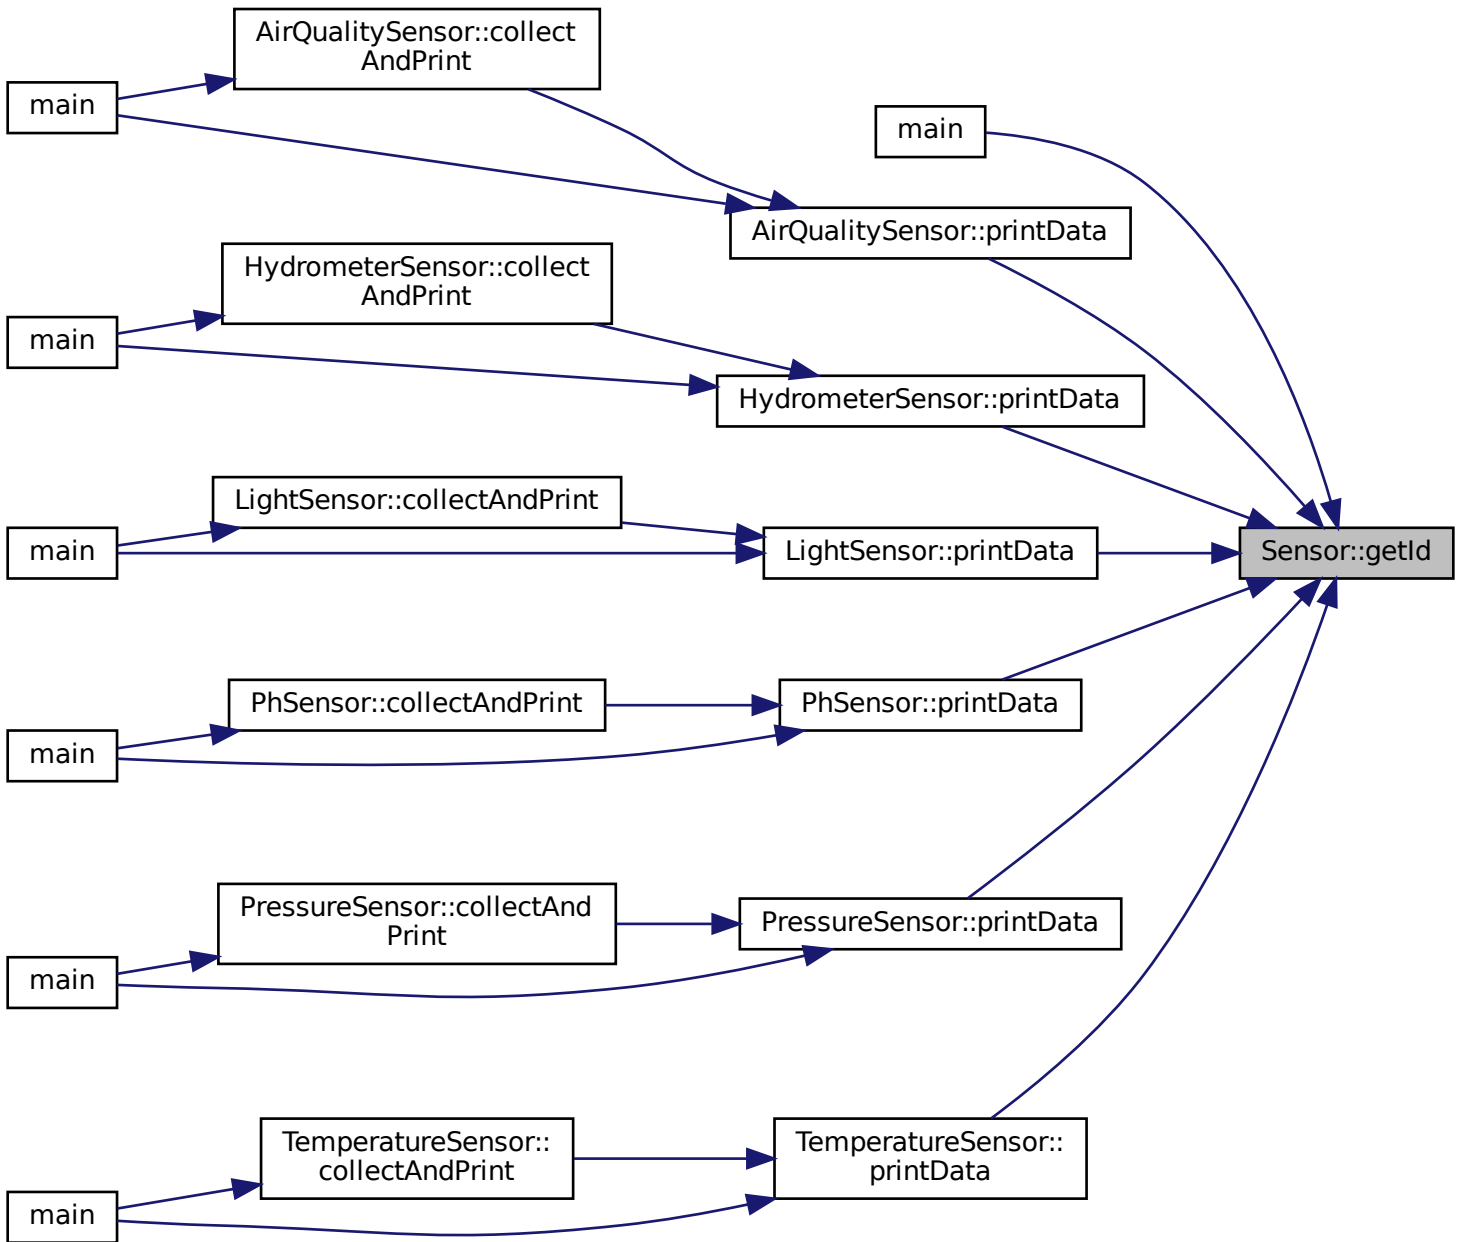 AirQualitySensor::collect
AndPrint
main
main
AirQualitySensor::printData
HydrometerSensor::collect
AndPrint
main
HydrometerSensor::printData
LightSensor::collectAndPrint
main
LightSensor::printData
Sensor::getId
PhSensor::collectAndPrint
PhSensor::printData
main
PressureSensor::collectAnd
Print
PressureSensor::printData
main
TemperatureSensor::
collectAndPrint
TemperatureSensor::
printData
main